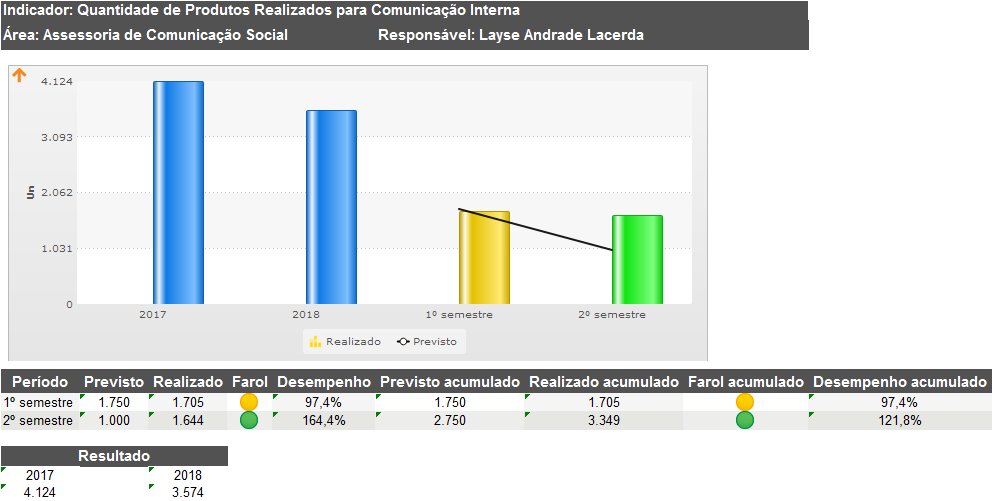 Indicador: Quantidade de Produtos Realizados para Comunicação Interna
Área: Assessoria de Comunicação Social Responsável: Layse Andrade Lacerda
4.124
3.093
Un
2.062
1.031
0
2017 2018 1º semestre 2º semestre
Realizado Previsto
Período Previsto Realizado Farol Desempenho Previsto acumulado Realizado acumulado Farol acumulado Desempenho acumulado
1º semestre 1.750 1.705 97,4% 1.750 1.705 97,4%
2º semestre 1.000 1.644 164,4% 2.750 3.349 121,8%
Resultado
2017 2018
4.124 3.574